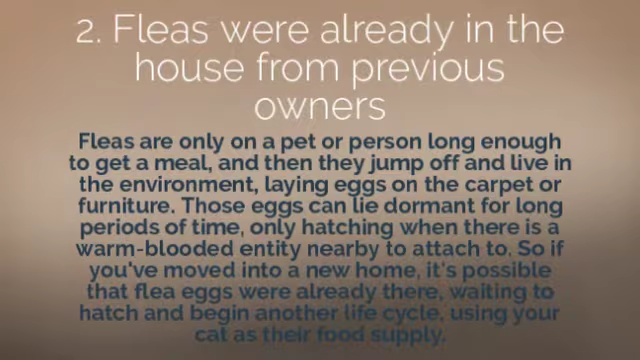 2. Fleas were already in the
house from previous
owners
Fleas are only on a pet or person long enough
to get a meal, and then they jump off and live in
the environment, laying eggs on the carpet or
furniture. Those eggs can lie dormant for long
periods of time, only hatching when there is a
warm-blooded entity nearby to attach to. So if
you've moved into a new home, it's possible
that flea eggs were already there, waiting to
hatch and begin another life cycle, using your
cat as their food supply.